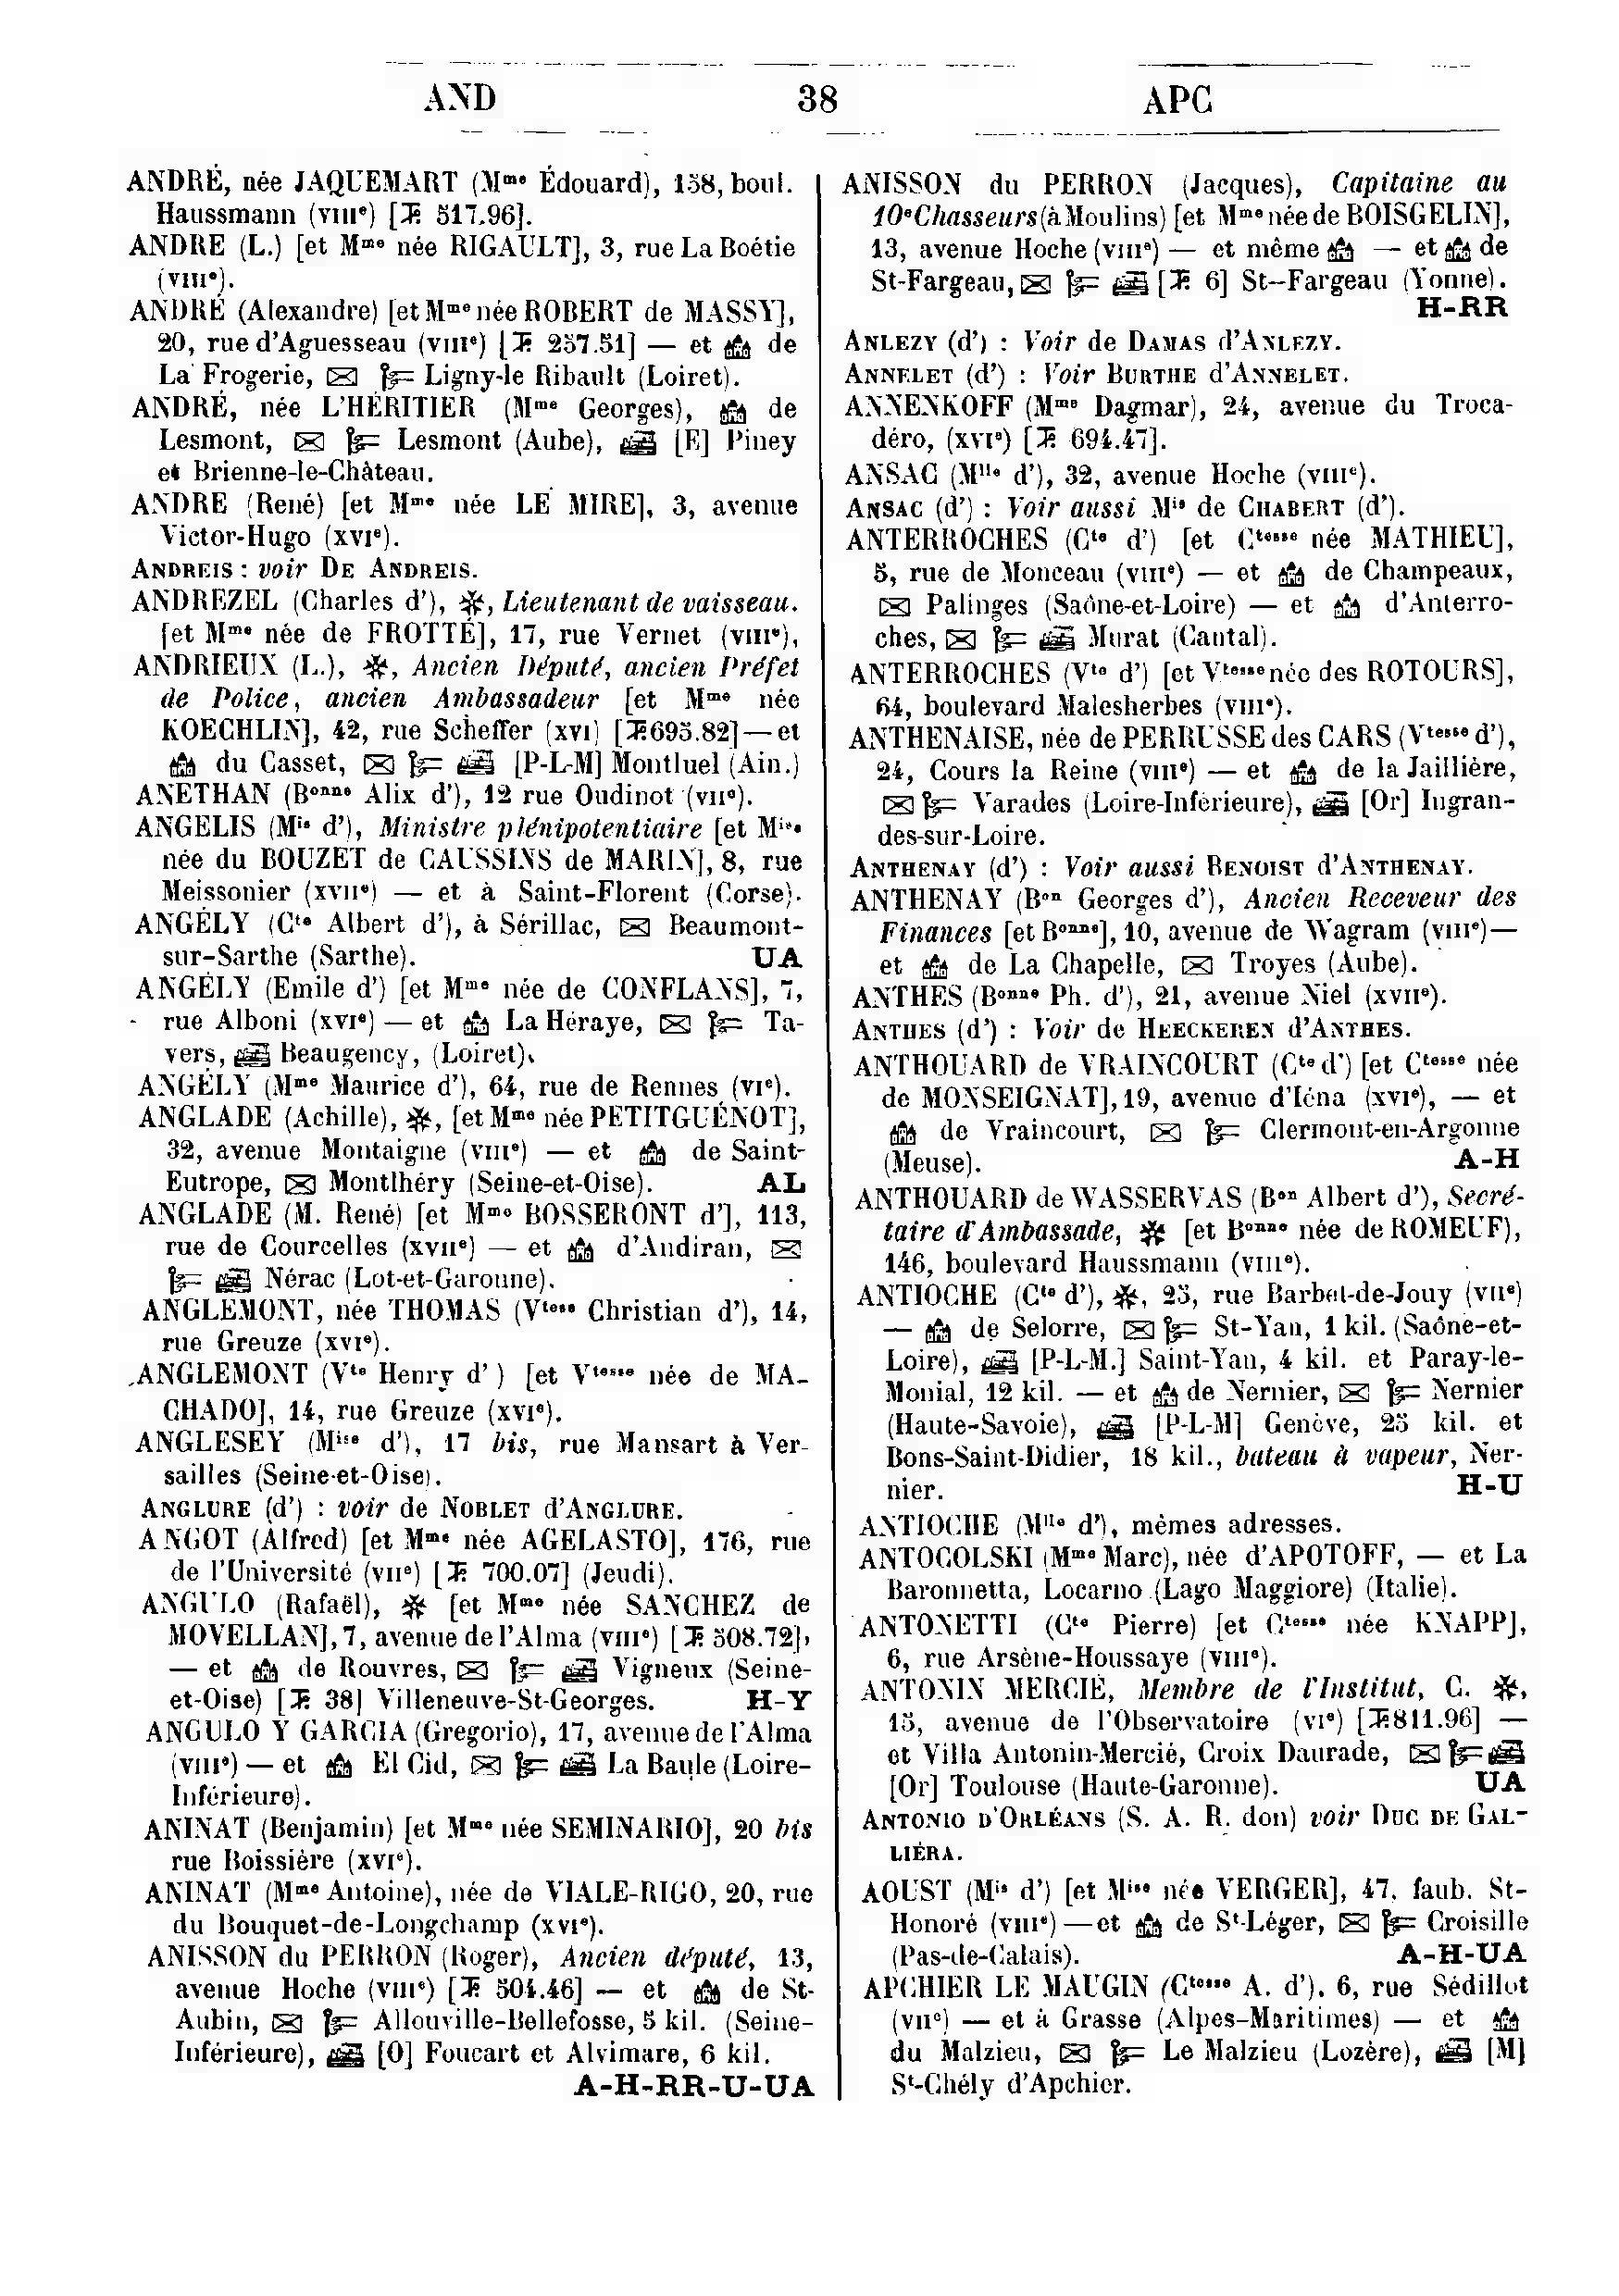 AND 38 APC
ANDRÉ, née JAQUEMART (Mme Édouard), 158, boul.
Haussmann (VIIIe) [T. 517.96].
ANDRE (L.) [et Mme née RIGAULT], 3, rue La Boétie
(VIIIe).
ANDRÉ (Alexandre) [et Mme née ROBERT de MASSY],
20, rue d'Aguesseau (VIIIe) [T. 257.51] — et de
La Frogerie, Ligny-le Ribault (Loiret).
ANDRÉ, née L'HÉRITIER (Mme Georges), de
Lesmont, Lesmont (Aube), [E] Piney
et Brienne-le-Château.
ANDRE (René) [et Mme née LE MIRE], 3, avenue
Victor-Hugo (XVIe).
ANDREIS : voir DE ANDREIS.
ANDREZEL (Charles d'), ✻, Lieutenant de vaisseau.
[et Mme née de FROTTÉ], 17, rue Vernet (VIIIe),
ANDRIEUX (L.), ✻, Ancien Député, ancien Préfet
de Police, ancien Ambassadeur [et Mme née
KOECHLIN], 42, rue Scheffer (XVI) [T. 695.82] — et
du Casset, [P-L-M] Montluel (Ain.)
ANETHAN (Bonne Alix d'), 12 rue Oudinot (VIIe).
ANGELIS (Mis d'), Ministre plénipotentiaire [et Mise
née du BOUZET de CAUSSINS de MARIN], 8, rue
Meissonier (XVIIe) — et à Saint-Florent (Corse).
ANGÉLY (Cte Albert d'), à Sérillac, Beaumont-
sur-Sarthe (Sarthe). UA
ANGÉLY (Emile d') [et Mme née de CONFLANS], 7,
rue Alboni (XVIe) — et La Héraye, Ta-
vers, Beaugency, (Loiret).
ANGÉLY (Mme Maurice d'), 64, rue de Rennes (VIe).
ANGLADE (Achille), ✻, [et Mme née PETITGUÉNOT],
32, avenue Montaigne (VIIIe) — et de Saint-
Eutrope, Montlhéry (Seine-et-Oise). AL
ANGLADE (M. René) [et Mme BOSSERONT d'], 113,
rue de Courcelles (XVIIe) — et d'Andiran,
Nérac (Lot-et-Garonne).
ANGLEMONT, née THOMAS (Vtesse Christian d'), 14,
rue Greuze (XVIe).
ANGLEMONT (Vte Henry d' ) [et Vtesse née de MA-
CHADO], 14, rue Greuze (XVIe).
ANGLESEY (Mise d'), 17 bis, rue Mansart à Ver-
sailles (Seine-et-Oise).
ANGLURE (d') : voir de NOBLET d'ANGLURE.
ANGOT (Alfred) [et Mme née AGELASTO], 176, rue
de l'Université (VIIe) [T. 700.07] (Jeudi).
ANGULO (Rafaël), ✻ [et Mme née SANCHEZ de
MOVELLAN], 7, avenue de l'Alma (VIIIe) [T. 508.72],
— et de Rouvres, Vigneux (Seine-
et-Oise) [T. 38] Villeneuve-St-Georges. H-Y
ANGULO Y GARCIA (Gregorio), 17, avenue de l'Alma
(VIIIe) — et El Cid, La Baule (Loire-
Inférieure).
ANINAT (Benjamin) [et Mme née SEMINARIO], 20 bis
rue Boissière (XVIe).
ANINAT (Mme Antoine), née de VIALE-RIGO, 20, rue
du Bouquet-de-Longchamp (XVIe).
ANISSON du PERRON (Roger), Ancien député, 13,
avenue Hoche (VIIIe) [T. 504.46] — et de St-
Aubin, Allouville-Bellefosse, 5 kil. (Seine-
Inférieure), [O] Foucart et Alvimare, 6 kil.
A-H-RR-U-UA
ANISSON du PERRON (Jacques), Capitaine au
10e Chasseurs (à Moulins) [et Mme née de BOISGELIN],
13, avenue Hoche (VIIIe) — et même — et de
St-Fargeau, [T. 6] St-Fargeau (Yonne).
H-RR
ANLEZY (d') : Voir de DAMAS d'ANLEZY.
ANNELET (d') : Voir BURTHE d'ANNELET.
ANNENKOFF (Mme Dagmar), 24, avenue du Troca-
déro, (XVIe) [T. 694.47].
ANSAC (Mlle d'), 32, avenue Hoche (VIIIe).
ANSAC (d') : Voir aussi Mis de CHABERT (d').
ANTERROCHES (Cte d') [et Ctesse née MATHIEU],
5, rue de Monceau (VIIIe) — et de Champeaux,
Palinges (Saône-et-Loire) — et d'Anterro-
ches, Murat (Cantal).
ANTERROCHES (Vte d') [et Vtesse née des ROTOURS],
64, boulevard Malesherbes (VIIIe).
ANTHENAISE, née de PERRUSSE des CARS (Vtesse d'),
24, Cours la Reine (VIIIe) — et de la Jaillière,
Varades (Loire-Inférieure), [Or] Ingran-
des-sur-Loire.
ANTHENAY (d') : Voir aussi BENOIST d'ANTHENAY.
ANTHENAY (Bon Georges d'), Ancien Receveur des
Finances [et Bonne], 10, avenue de Wagram (VIIIe) —
et de La Chapelle, Troyes (Aube).
ANTHES (Bonne Ph. d'), 21, avenue Niel (XVIIe).
ANTHES (d') : Voir de HEECKEREN d'ANTHES.
ANTHOUARD de VRAINCOURT (Cte d') [et Ctesse née
de MONSEIGNAT], 19, avenue d'Iéna (XVIe), — et
de Vraincourt, Clermont-en-Argonne
(Meuse). A-H
ANTHOUARD de WASSERVAS (Bon Albert d'), Secré-
taire d'Ambassade, ✻ [et Bonne née de ROMEUF),
146, boulevard Haussmann (VIIIe).
ANTIOCHE (Cte d'), ✻, 25, rue Barbet-de-Jouy (VIIe)
— de Selorre, St-Yan, 1 kil. (Saône-et-
Loire), [P-L-M.] Saint-Yan, 4 kil. et Paray-le-
Monial, 12 kil. — et de Nernier, Nernier
(Haute-Savoie), [P-L-M] Genève, 25 kil. et
Bons-Saint-Didier, 18 kil., bateau à vapeur, Ner-
nier. H-U
ANTIOCHE (Mlle d'), mêmes adresses.
ANTOCOLSKI (Mme Marc), née d'APOTOFF, — et La
Baronnetta, Locarno (Lago Maggiore) (Italie).
ANTONETTI (Cte Pierre) [et Ctesse née KNAPP],
6, rue Arsène-Houssaye (VIIIe).
ANTONIN MERCIÉ, Membre de l'Institut, C. ✻,
15, avenue de l'Observatoire (VIe) [T. 811.96] —
et Villa Antonin-Mercié, Croix Daurade,
[Or] Toulouse (Haute-Garonne). UA
ANTONIO D'ORLÉANS (S. A. R. don) voir DUC DE GAL-
LIÉRA.
AOUST (Mis d') [et Mise née VERGER], 47, faub. St-
Honoré (VIIIe) — et de St-Léger, Croisille
(Pas-de-Calais). A-H-UA
APCHIER LE MAUGIN (Ctesse A. d'). 6, rue Sédillot
(VIIe) — et à Grasse (Alpes-Maritimes) — et
du Malzieu, Le Malzieu (Lozère), [M]
St-Chély d'Apchier.